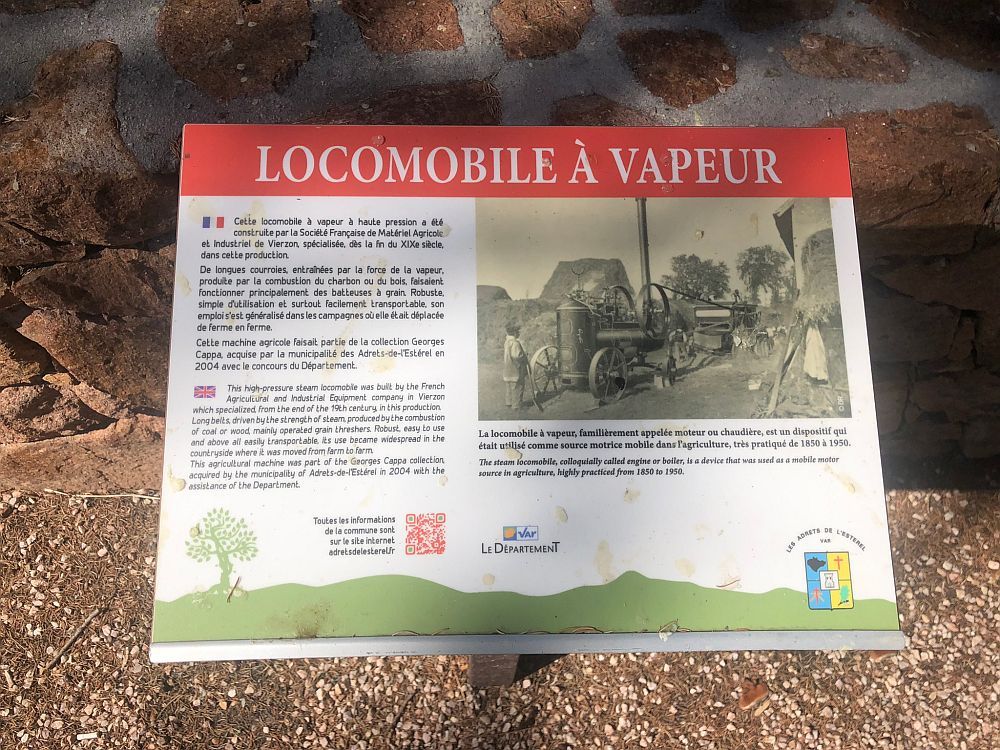 LOCOMOBILE À VAPEUR
Cette locomobile à vapeur à haute pression a été
construite par la Société Française de Matériel Agricole
et Industriel de Vierzon, spécialisée, dès la fin du XIXe siècle,
dans cette production.
De longues courroies, entraînées par la force de la vapeur,
produite par la combustion du charbon ou du bois, faisaient
fonctionner principalement des batteuses à grain. Robuste,
simple d'utilisation et surtout facilement transportable, son
emploi s'est généralisé dans les campagnes où elle était déplacée
de ferme en ferme.
Cette machine agricole faisait partie de la collection Georges
Cappa, acquise par la municipalité des Adrets-de-l'Estérel en
2004 avec le concours du Département.
This high-pressure steam locomobile was built by the French
Agricultural and Industrial Equipment company in Vierzon
which specialized, from the end of the 19th century, in this production.
Long belts, driven by the strength of steam, produced by the combustion
of coal or wood, mainly operated grain threshers. Robust, easy to use
and above all easily transportable, its use became widespread in the
countryside where it was moved from farm to farm.
This agricultural machine was part of the Georges Cappa collection,
acquired by the municipality of Adrets-de-l'Estérel in 2004 with the
assistance of the Department.
© DR
La locomobile à vapeur, familièrement appelée moteur ou chaudière, est un dispositif qui
était utilisé comme source motrice mobile dans l'agriculture, très pratiqué de 1850 à 1950.
The steam locomobile, colloquially called engine or boiler, is a device that was used as a mobile motor
source in agriculture, highly practiced from 1850 to 1950.
Toutes les informations
de la commune sont
sur le site internet
adretsdelesterel.fr
Var
LE DÉPARTEMENT
LES ADRETS DE L'ESTEREL
VAR